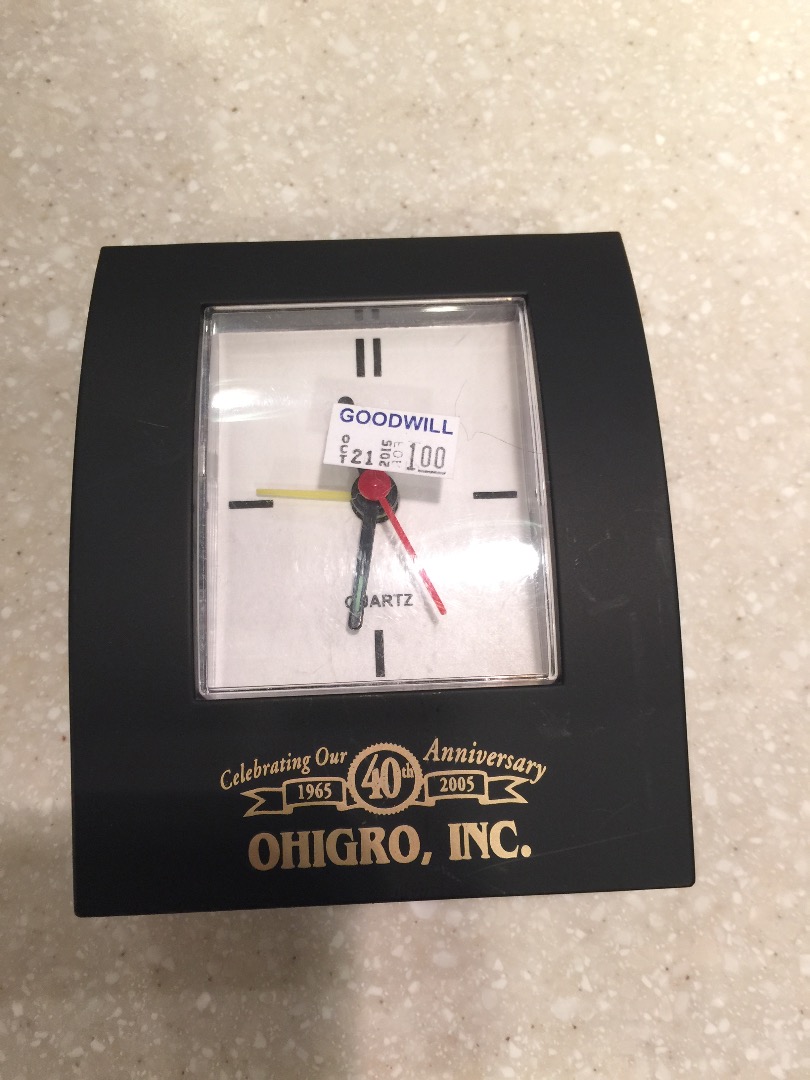 GOODWILL
OCT 21 2015 100
QUARTZ
Celebrating Our 40th Anniversary
1965 2005
OHIGRO, INC.